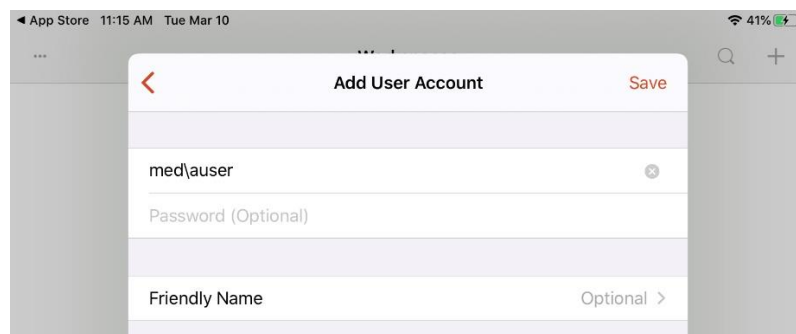 ◀ App Store 11:15 AM Tue Mar 10 41%
Add User Account Save
med\auser
Password (Optional)
Friendly Name Optional >